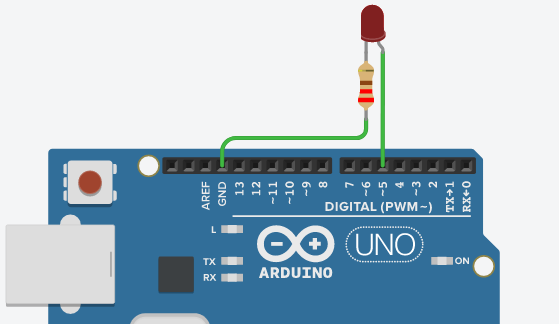 AREF
GND
13
12
~11
~10
~9
8
7
~6
~5
4
~3
2
TX→1
RX←0
DIGITAL (PWM~)
L
TX
RX
UNO
ON
ARDUINO